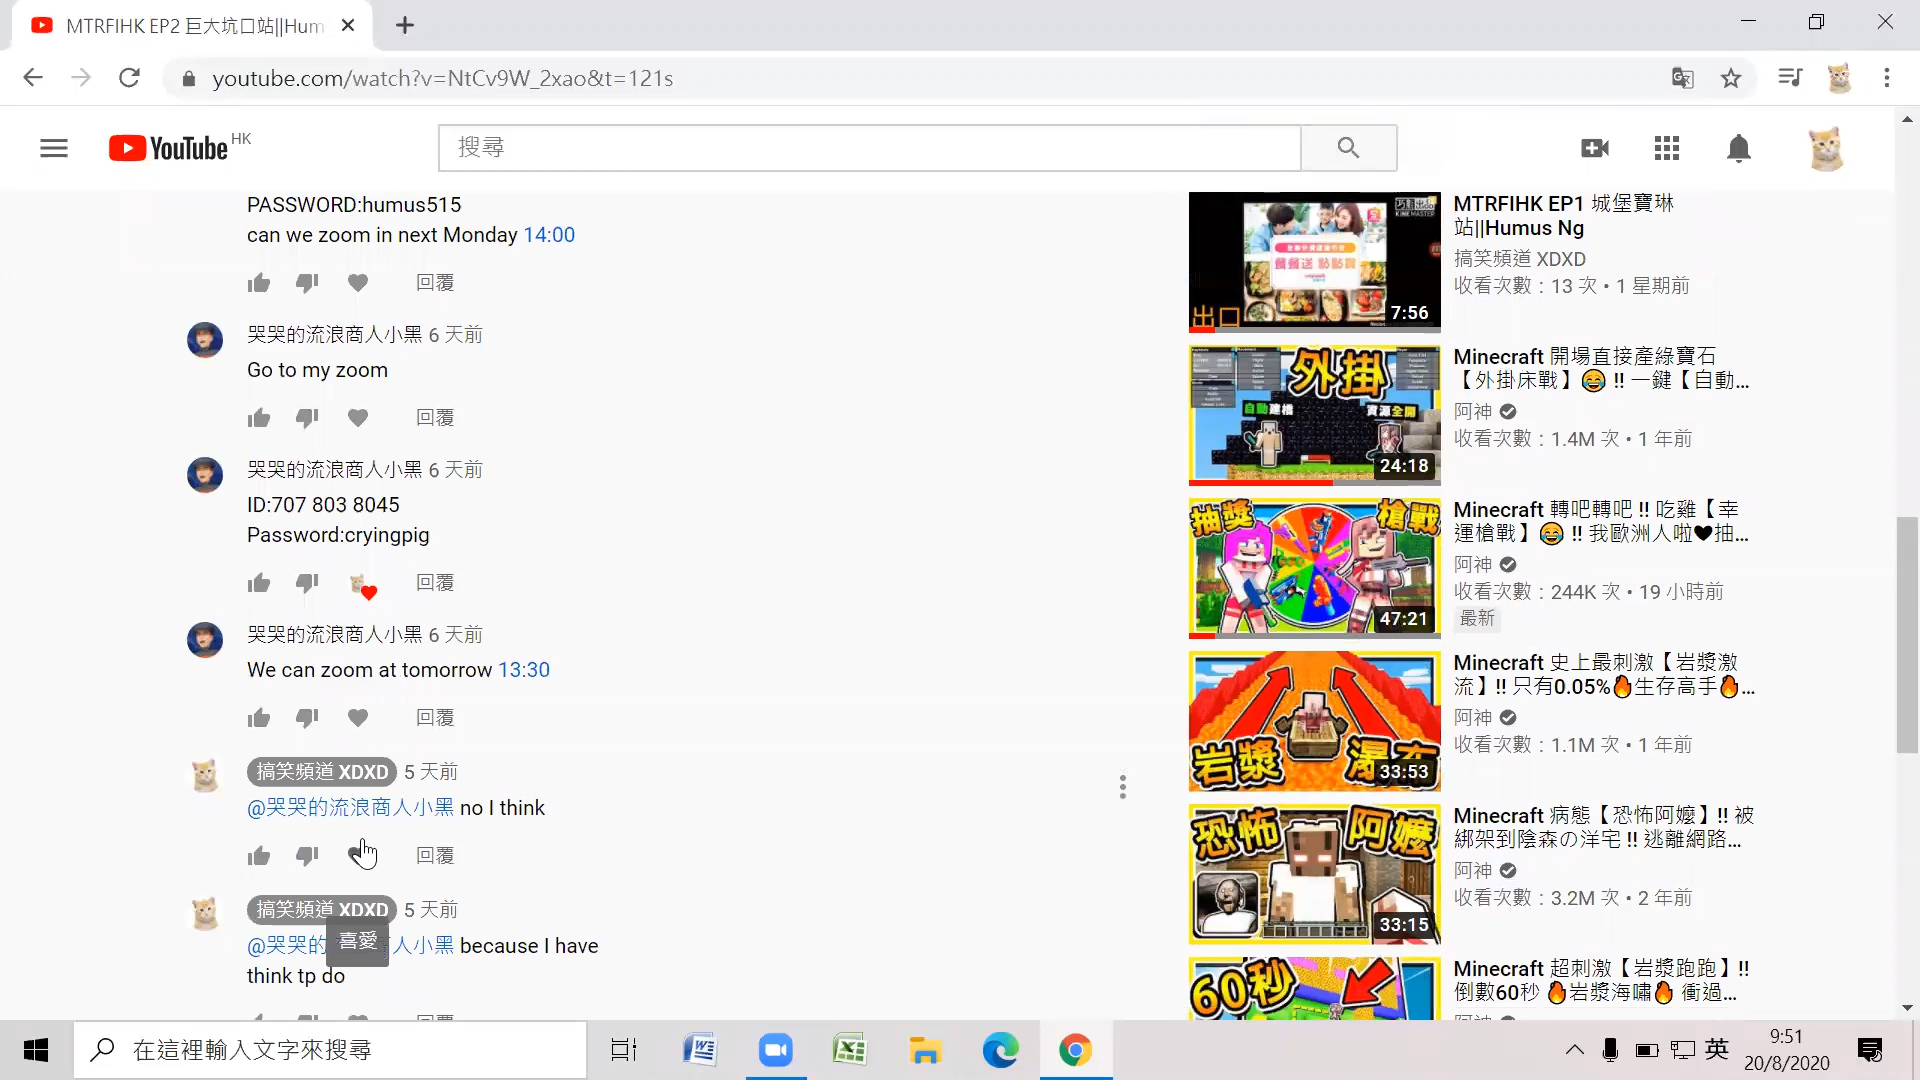 MTRFIHK EP2 巨大坑口站||Hum
youtube.com/watch?v=NtCv9W_2xao&t=121s
YouTube HK
搜尋
PASSWORD:humus515
can we zoom in next Monday 14:00
回覆
哭哭的流浪商人小黑 6 天前
Go to my zoom
回覆
哭哭的流浪商人小黑 6 天前
ID:707 803 8045
Password:cryingpig
回覆
哭哭的流浪商人小黑 6 天前
We can zoom at tomorrow 13:30
回覆
搞笑頻道 XDXD 5 天前
@哭哭的流浪商人小黑 no I think
回覆
搞笑頻道 XDXD 5 天前
喜愛
@哭哭的 人小黑 because I have
think tp do
出口
7:56
MTRFIHK EP1 城堡寶琳
站||Humus Ng
搞笑頻道 XDXD
收看次數：13 次 • 1 星期前
外掛
資源全開
24:18
Minecraft 開場直接產綠寶石
【外掛床戰】😂 ‼ 一鍵【自動...
阿神
收看次數：1.4M 次 • 1 年前
抽獎
槍戰
47:21
Minecraft 轉吧轉吧 ‼ 吃雞【幸
運槍戰】😂 ‼ 我歐洲人啦♥抽...
阿神
收看次數：244K 次 • 19 小時前
最新
岩漿 瀑布
33:53
Minecraft 史上最刺激【岩漿激
流】‼ 只有0.05%🔥生存高手🔥...
阿神
收看次數：1.1M 次 • 1 年前
恐怖 阿嬤
33:15
Minecraft 病態【恐怖阿嬤】‼ 被
綁架到陰森の洋宅 ‼ 逃離網路...
阿神
收看次數：3.2M 次 • 2 年前
60秒
Minecraft 超刺激【岩漿跑跑】‼
倒數60秒 🔥岩漿海嘯🔥 衝過...
在這裡輸入文字來搜尋
英
9:51
20/8/2020